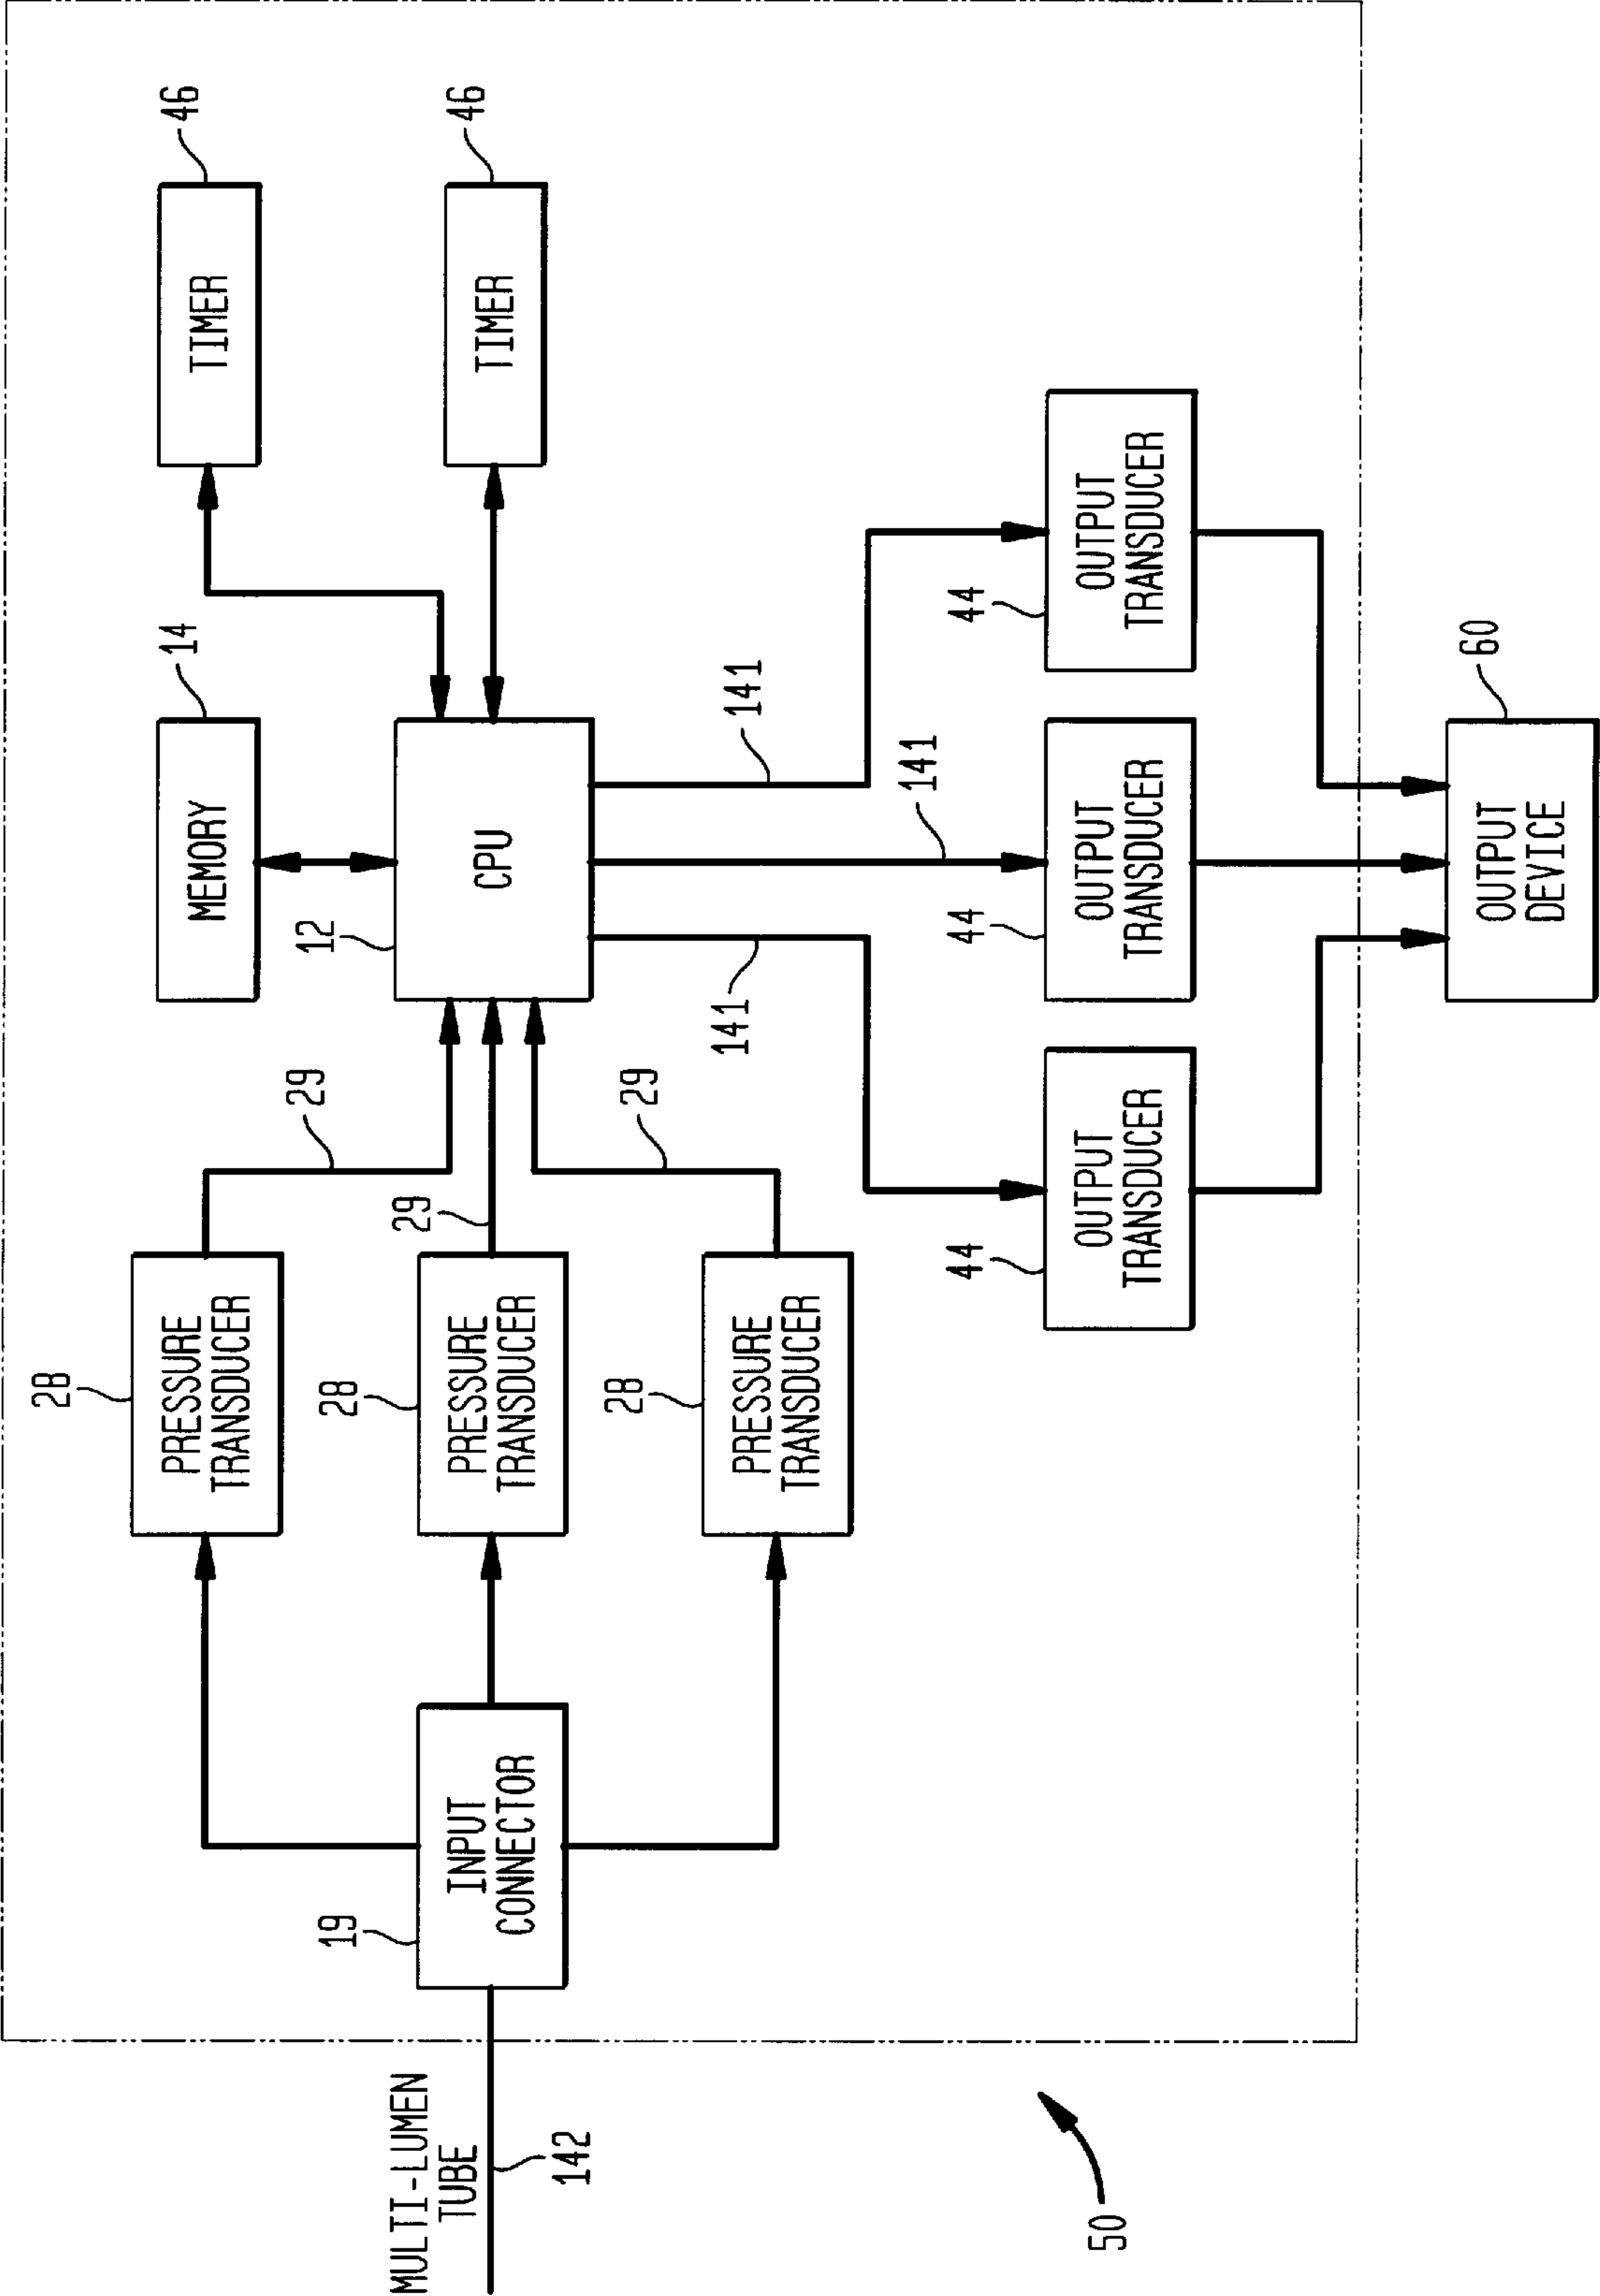 28
PRESSURE
TRANSDUCER
29
MEMORY
14
TIMER
46
MULTI-LUMEN
TUBE
142
19
INPUT
CONNECTOR
28
PRESSURE
TRANSDUCER
29
12
CPU
TIMER
46
28
PRESSURE
TRANSDUCER
29
141
141
141
44
OUTPUT
TRANSDUCER
44
OUTPUT
TRANSDUCER
44
OUTPUT
TRANSDUCER
50
OUTPUT
DEVICE
60